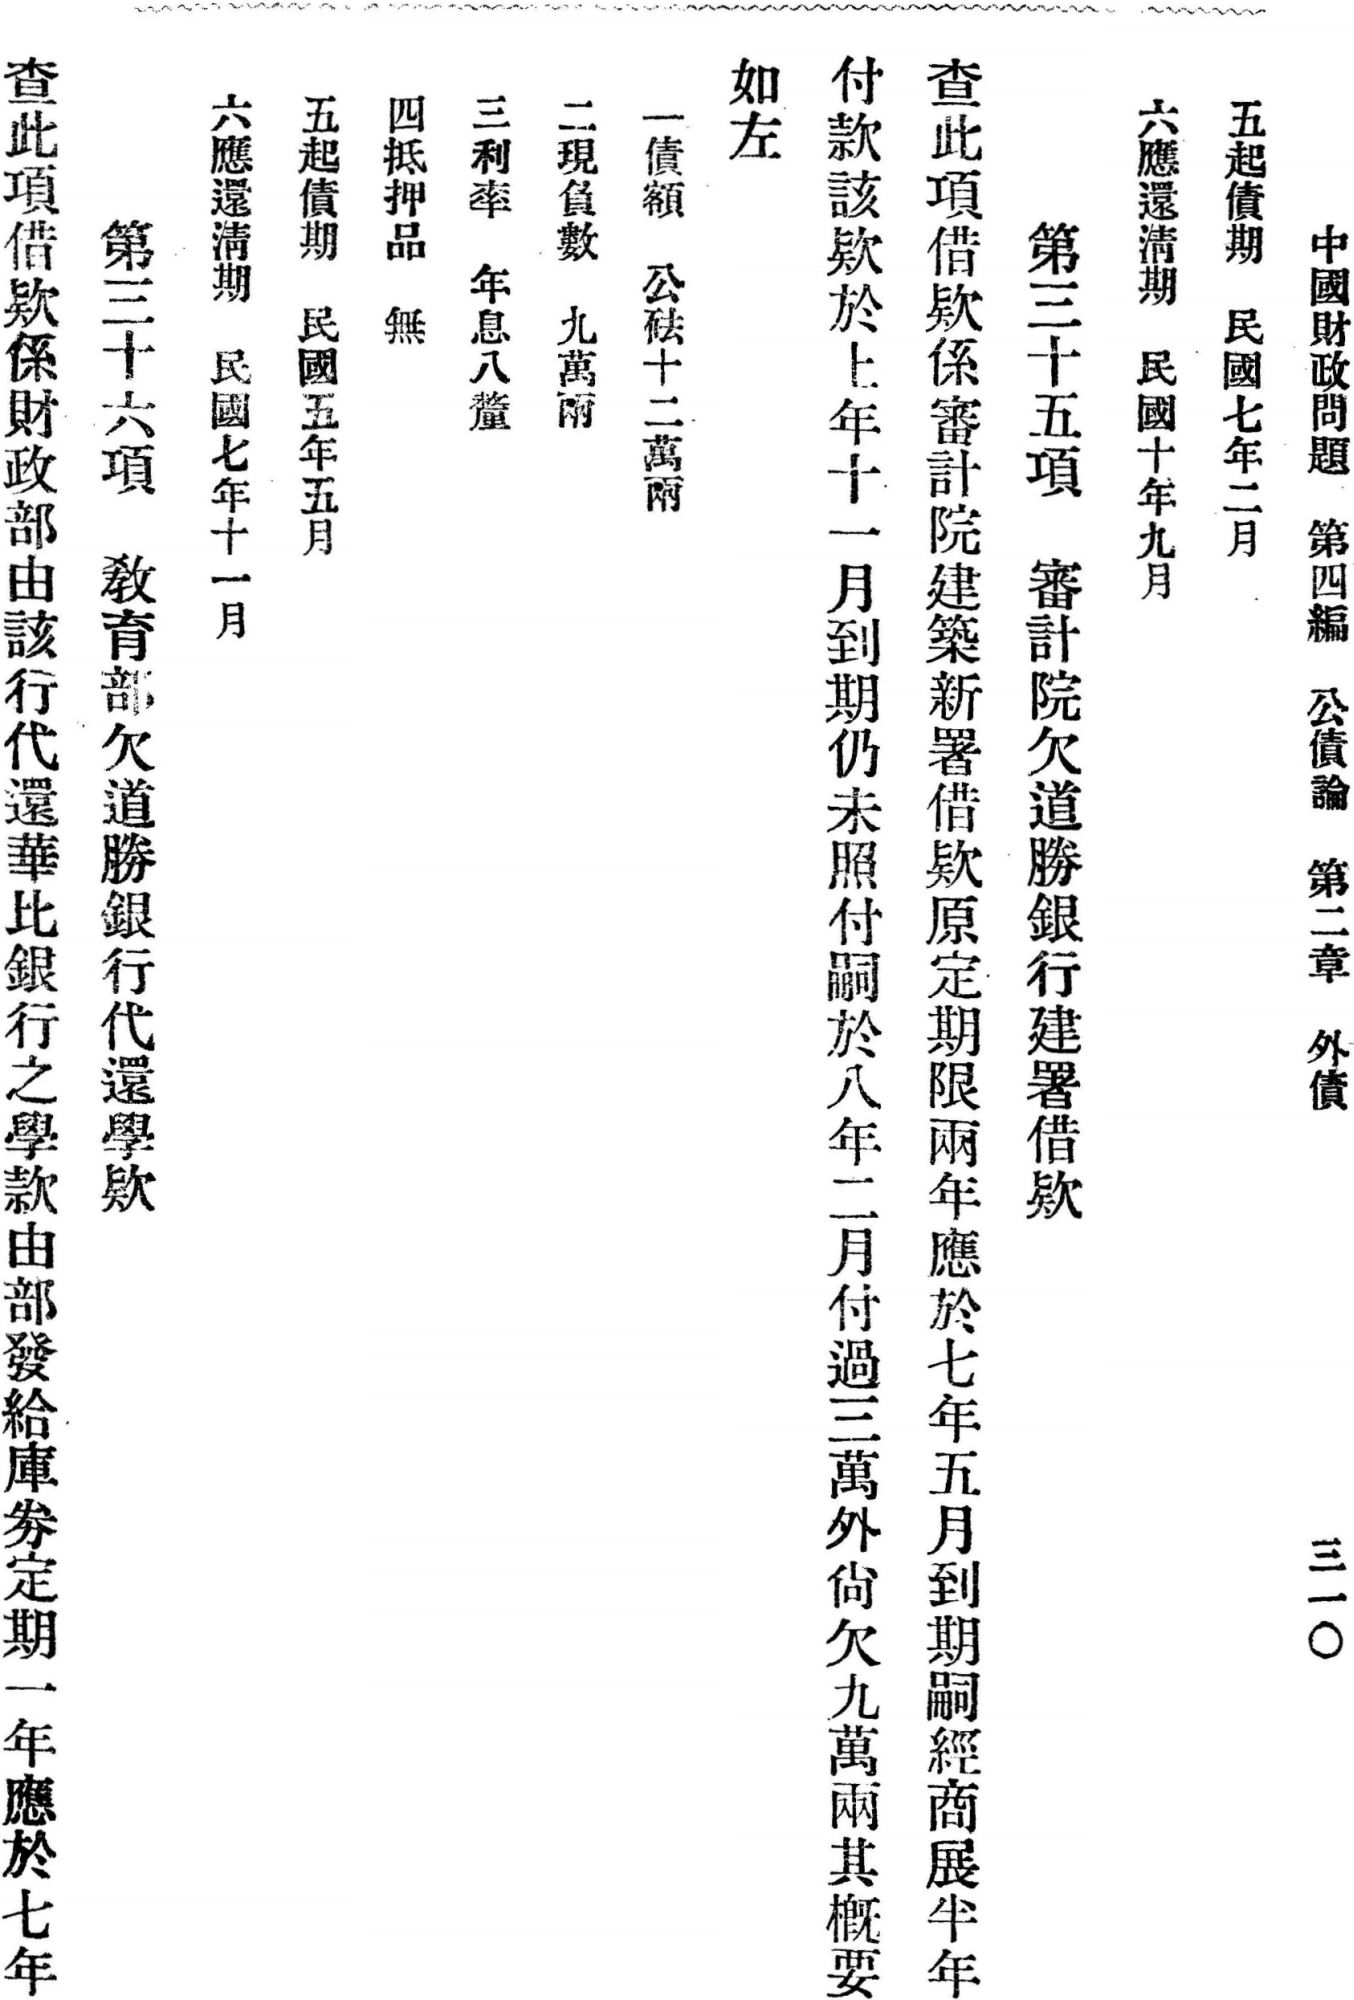 中國財政問題　第四編　公債論　第二章　外債　三一〇
五起債期　民國七年二月
六應還淸期　民國十年九月
第三十五項　審計院欠道勝銀行建署借欵
查此項借欵係審計院建築新署借欵原定期限兩年應於七年五月到期嗣經商展半年
付款該欵於上年十一月到期仍未照付嗣於八年二月付過三萬外尙欠九萬兩其槪要
如左
一債額　公砝十二萬兩
二現負數　九萬兩
三利率　年息八釐
四抵押品　無
五起債期　民國五年五月
六應還淸期　民國七年十一月
第三十六項　敎育部欠道勝銀行代還學欵
查此項借欵係財政部由該行代還華比銀行之學款由部發給庫券定期一年應於七年